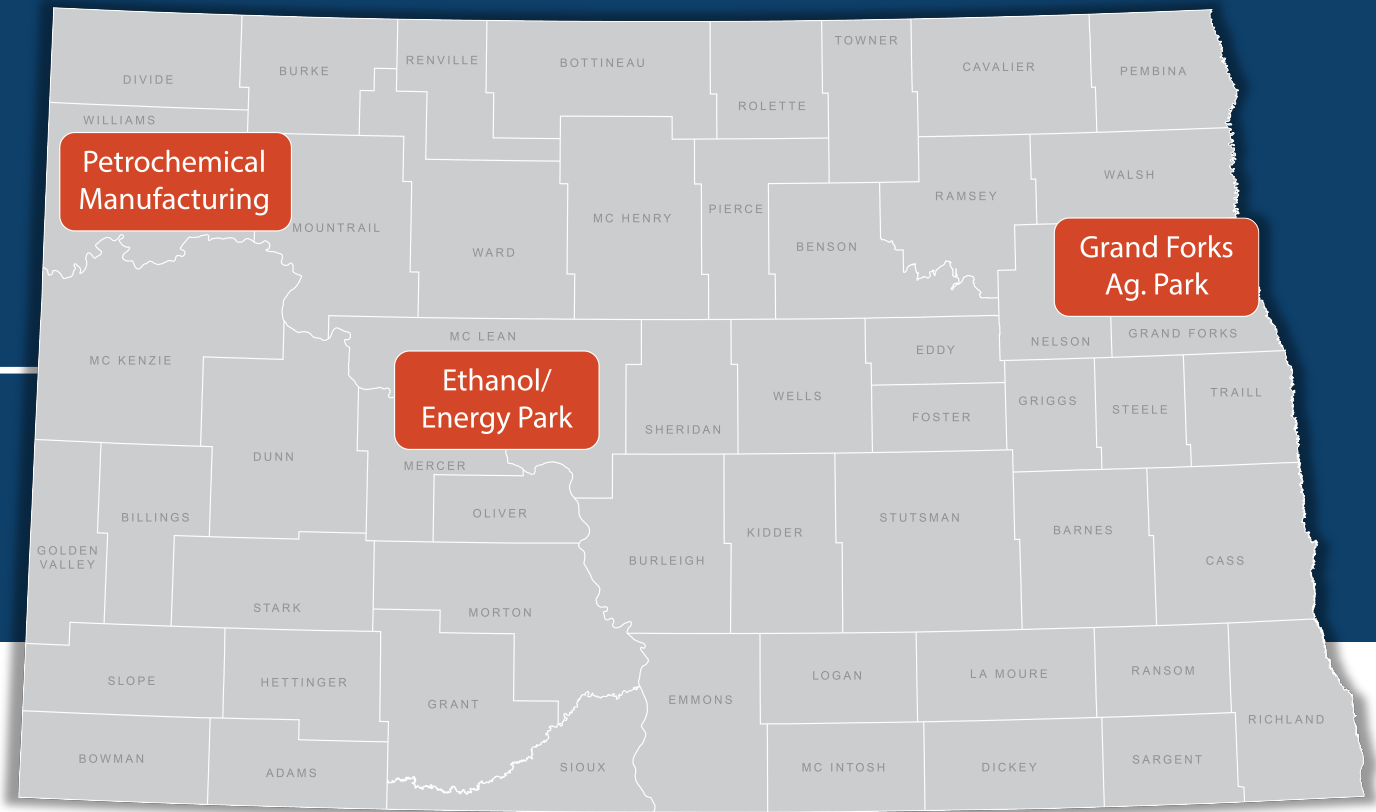 TOWNER
RENVILLE
BOTTINEAU
CAVALIER
PEMBINA
BURKE
DIVIDE
ROLETTE
WILLIAMS
Petrochemical
Manufacturing
WALSH
RAMSEY
PIERCE
MC HENRY
MOUNTRAIL
BENSON
WARD
Grand Forks
Ag. Park
GRAND FORKS
MC LEAN
NELSON
EDDY
MC KENZIE
Ethanol/
Energy Park
WELLS
TRAILL
GRIGGS
STEELE
FOSTER
SHERIDAN
DUNN
MERCER
OLIVER
BILLINGS
STUTSMAN
KIDDER
BARNES
GOLDEN
VALLEY
BURLEIGH
CASS
STARK
MORTON
SLOPE
HETTINGER
LOGAN
LA MOURE
RANSOM
EMMONS
GRANT
RICHLAND
BOWMAN
ADAMS
SIOUX
MC INTOSH
DICKEY
SARGENT